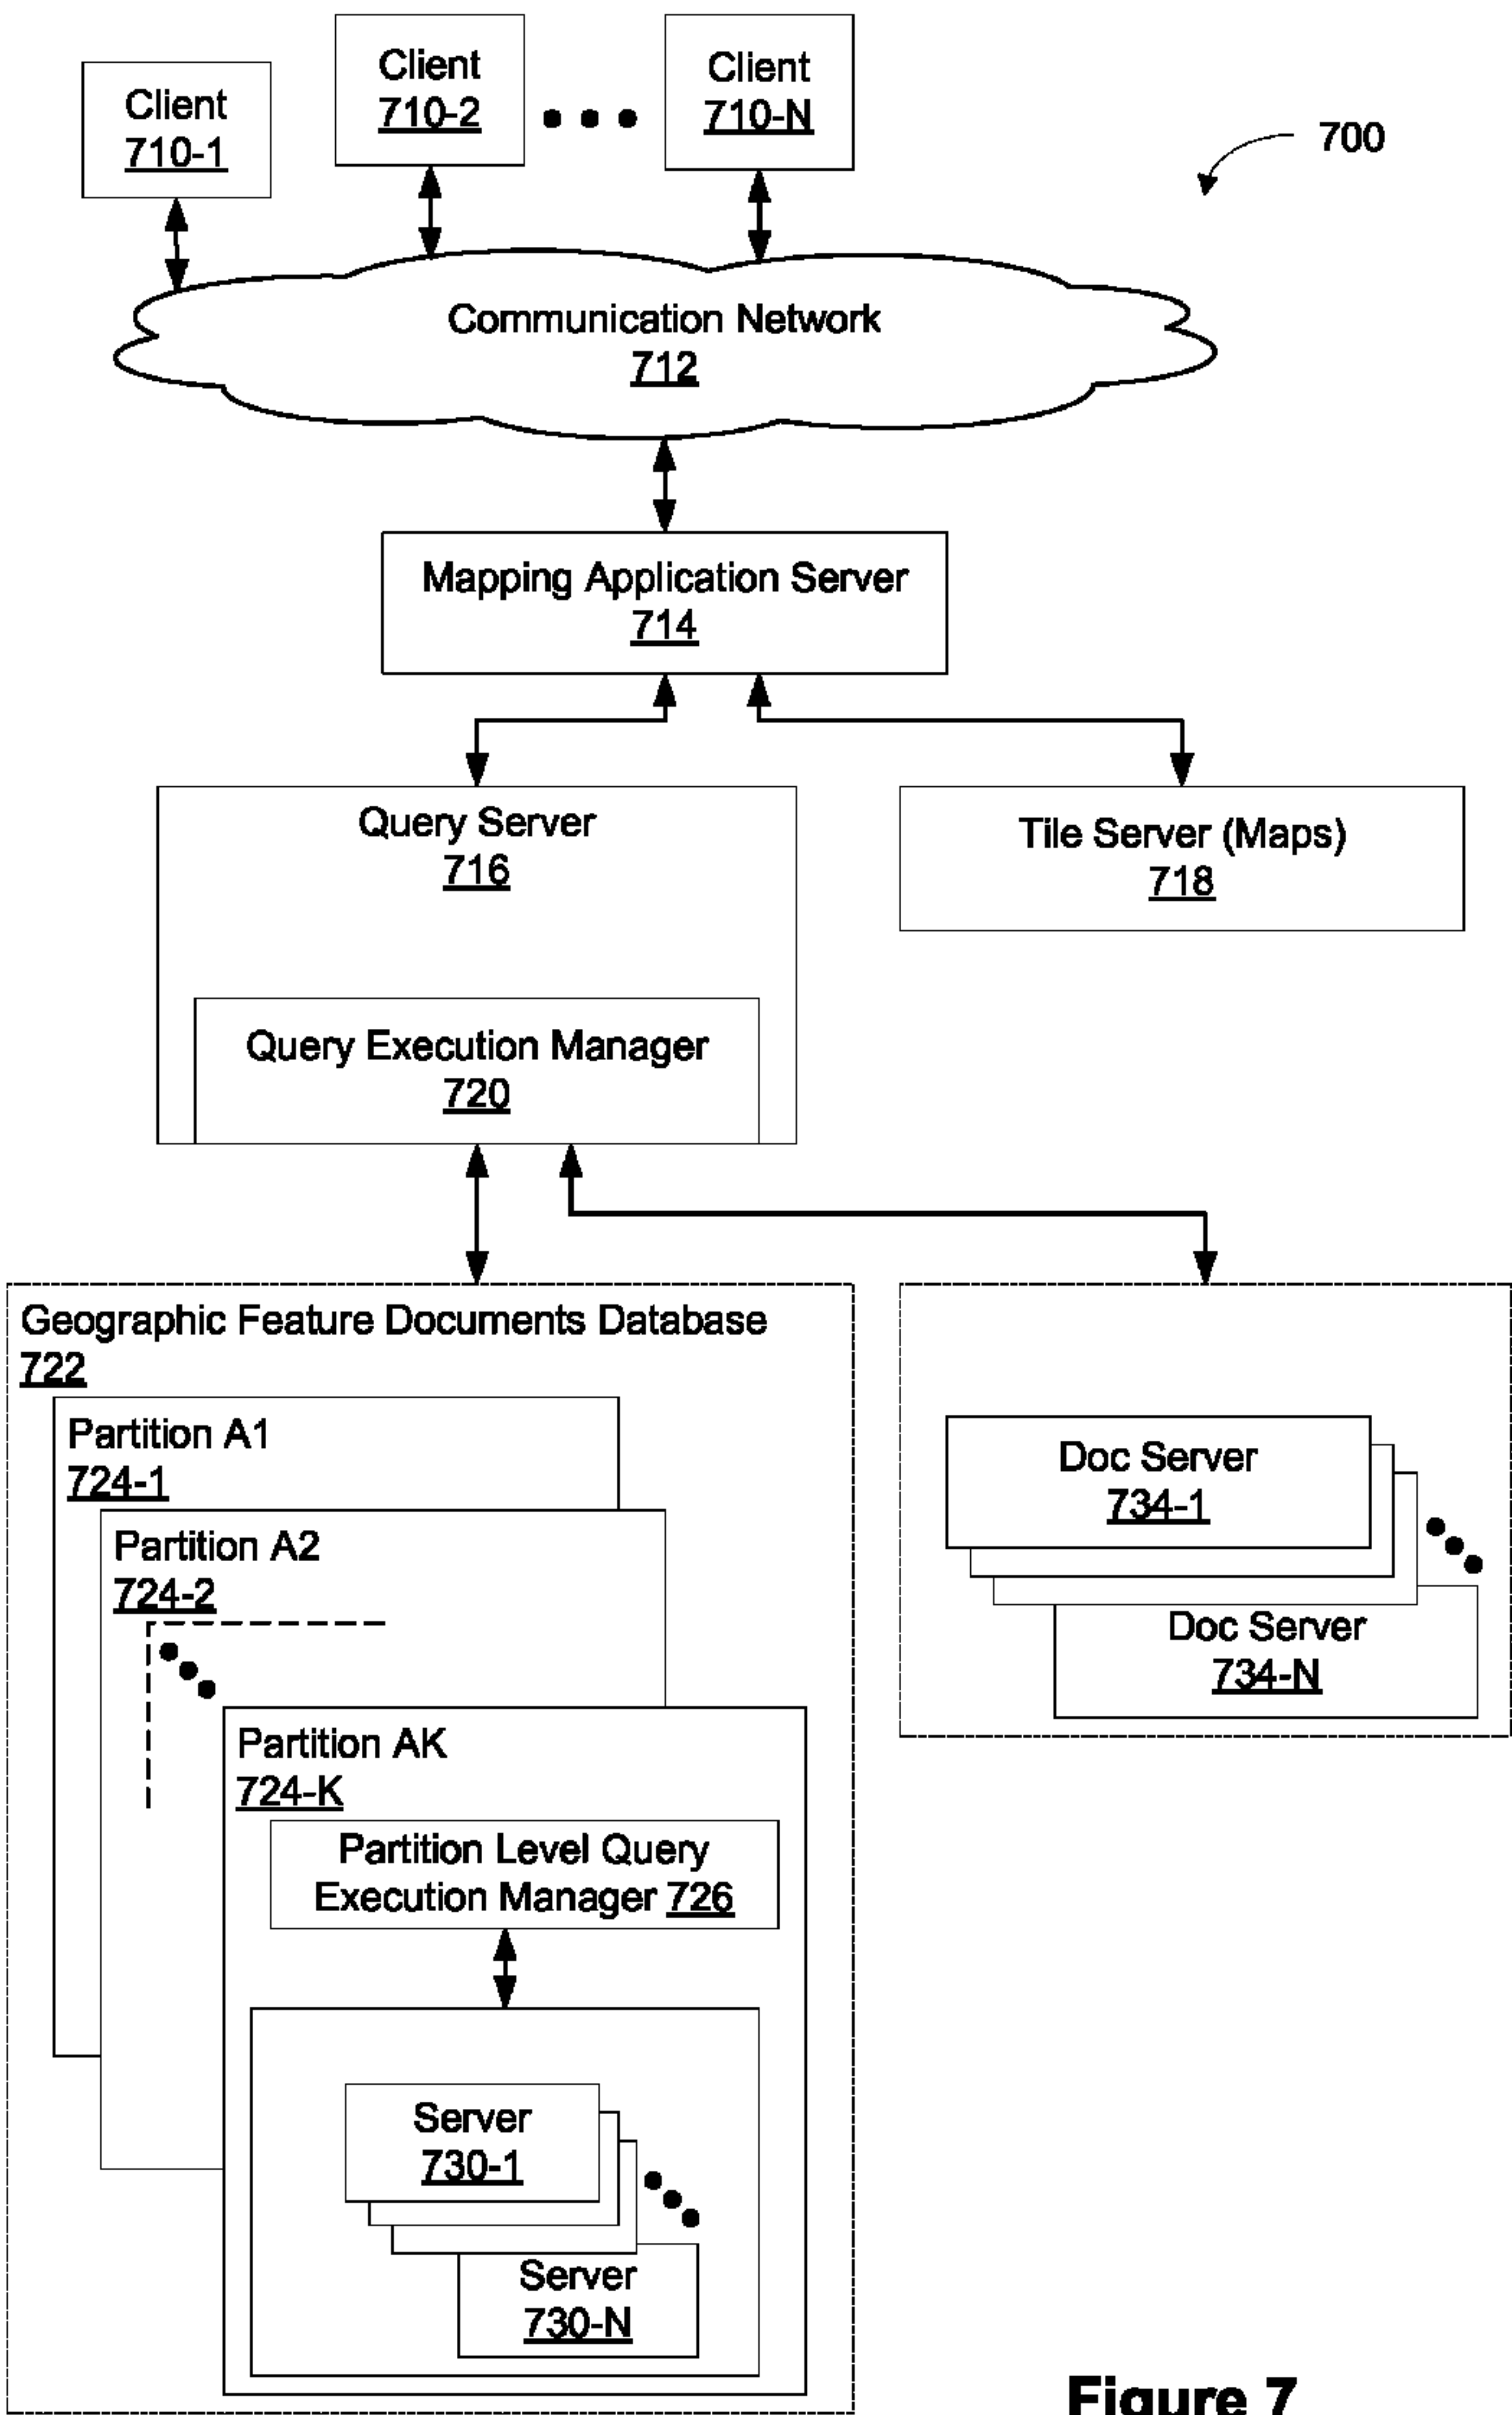 Client
710-1
Client
710-2
Client
710-N
700
Communication Network
712
Mapping Application Server
714
Query Server
716
Tile Server (Maps)
718
Query Execution Manager
720
Geographic Feature Documents Database
722
Partition A1
724-1
Partition A2
724-2
Partition AK
724-K
Partition Level Query
Execution Manager 726
Server
730-1
Server
730-N
Doc Server
734-1
Doc Server
734-N
Figure 7